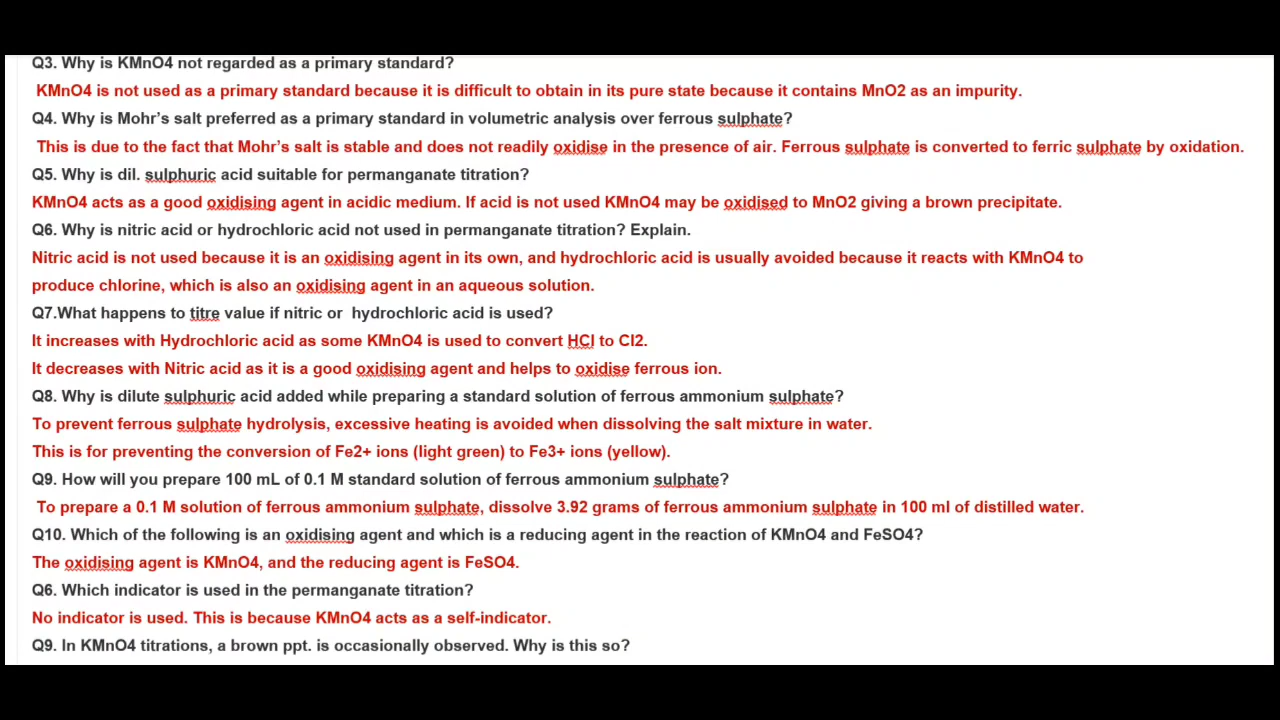 Q3. Why is KMnO4 not regarded as a primary standard?
KMnO4 is not used as a primary standard because it is difficult to obtain in its pure state because it contains MnO2 as an impurity.
Q4. Why is Mohr’s salt preferred as a primary standard in volumetric analysis over ferrous sulphate?
This is due to the fact that Mohr’s salt is stable and does not readily oxidise in the presence of air. Ferrous sulphate is converted to ferric sulphate by oxidation.
Q5. Why is dil. sulphuric acid suitable for permanganate titration?
KMnO4 acts as a good oxidising agent in acidic medium. If acid is not used KMnO4 may be oxidised to MnO2 giving a brown precipitate.
Q6. Why is nitric acid or hydrochloric acid not used in permanganate titration? Explain.
Nitric acid is not used because it is an oxidising agent in its own, and hydrochloric acid is usually avoided because it reacts with KMnO4 to
produce chlorine, which is also an oxidising agent in an aqueous solution.
Q7.What happens to titre value if nitric or hydrochloric acid is used?
It increases with Hydrochloric acid as some KMnO4 is used to convert HCl to Cl2.
It decreases with Nitric acid as it is a good oxidising agent and helps to oxidise ferrous ion.
Q8. Why is dilute sulphuric acid added while preparing a standard solution of ferrous ammonium sulphate?
To prevent ferrous sulphate hydrolysis, excessive heating is avoided when dissolving the salt mixture in water.
This is for preventing the conversion of Fe2+ ions (light green) to Fe3+ ions (yellow).
Q9. How will you prepare 100 mL of 0.1 M standard solution of ferrous ammonium sulphate?
To prepare a 0.1 M solution of ferrous ammonium sulphate, dissolve 3.92 grams of ferrous ammonium sulphate in 100 ml of distilled water.
Q10. Which of the following is an oxidising agent and which is a reducing agent in the reaction of KMnO4 and FeSO4?
The oxidising agent is KMnO4, and the reducing agent is FeSO4.
Q6. Which indicator is used in the permanganate titration?
No indicator is used. This is because KMnO4 acts as a self-indicator.
Q9. In KMnO4 titrations, a brown ppt. is occasionally observed. Why is this so?